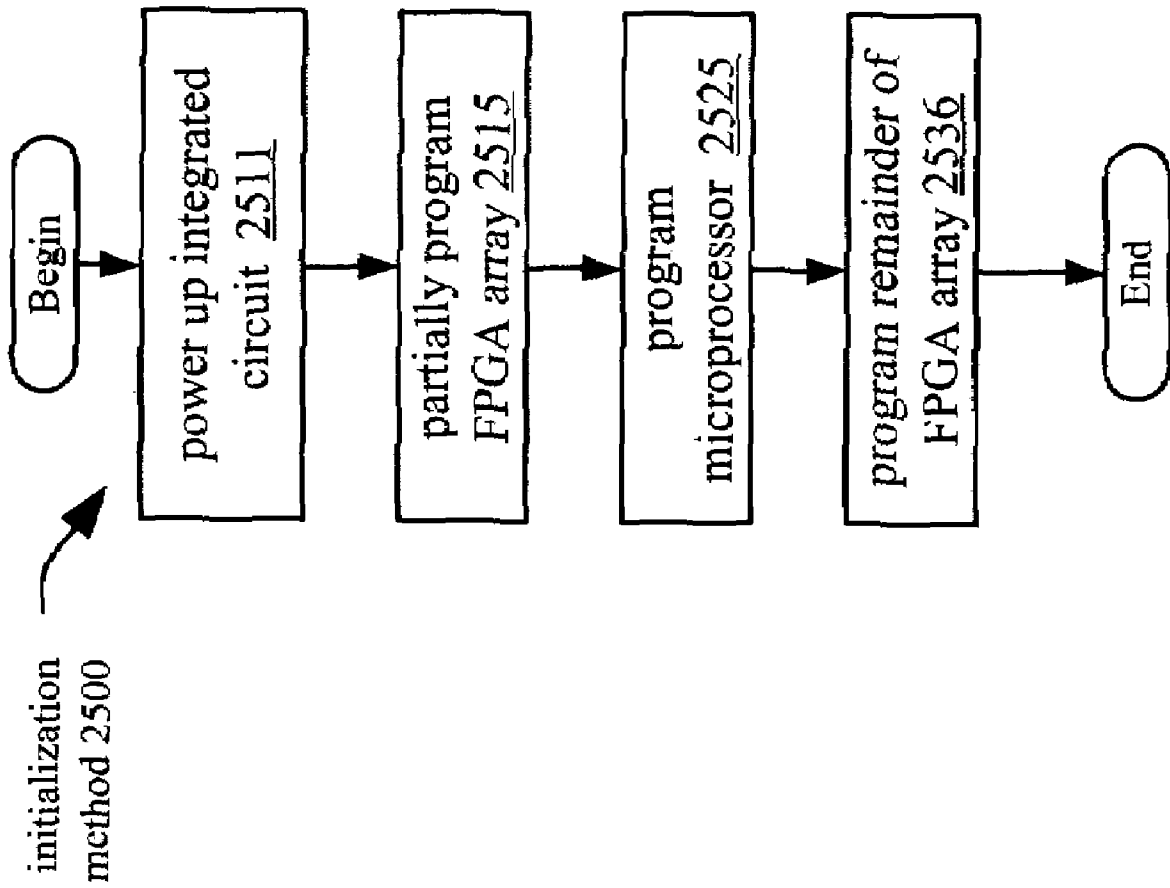 initialization
method 2500
Begin
power up integrated
circuit 2511
partially program
FPGA array 2515
program
microprocessor 2525
program remainder of
FPGA array 2536
End